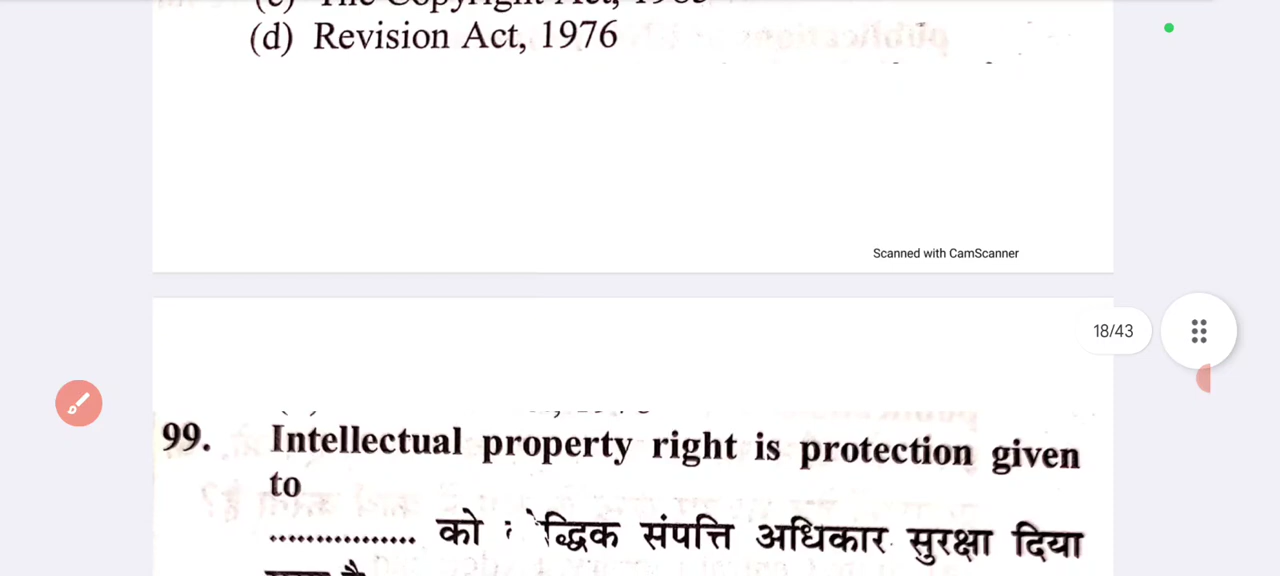 (d) Revision Act, 1976
Scanned with CamScanner
18/43
99. Intellectual property right is protection given
to
................ को संपत्ति अधिकार सुरक्षा दिया